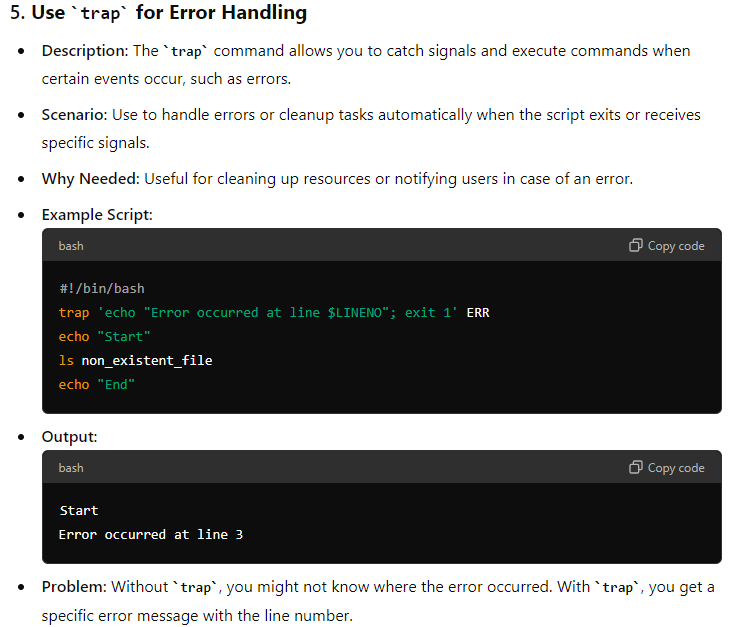 5. Use `trap` for Error Handling
• Description: The `trap` command allows you to catch signals and execute commands when
certain events occur, such as errors.
• Scenario: Use to handle errors or cleanup tasks automatically when the script exits or receives
specific signals.
• Why Needed: Useful for cleaning up resources or notifying users in case of an error.
• Example Script:
bash Copy code
#!/bin/bash
trap 'echo "Error occurred at line $LINENO"; exit 1' ERR
echo "Start"
ls non_existent_file
echo "End"
• Output:
bash Copy code
Start
Error occurred at line 3
• Problem: Without `trap`, you might not know where the error occurred. With `trap`, you get a
specific error message with the line number.